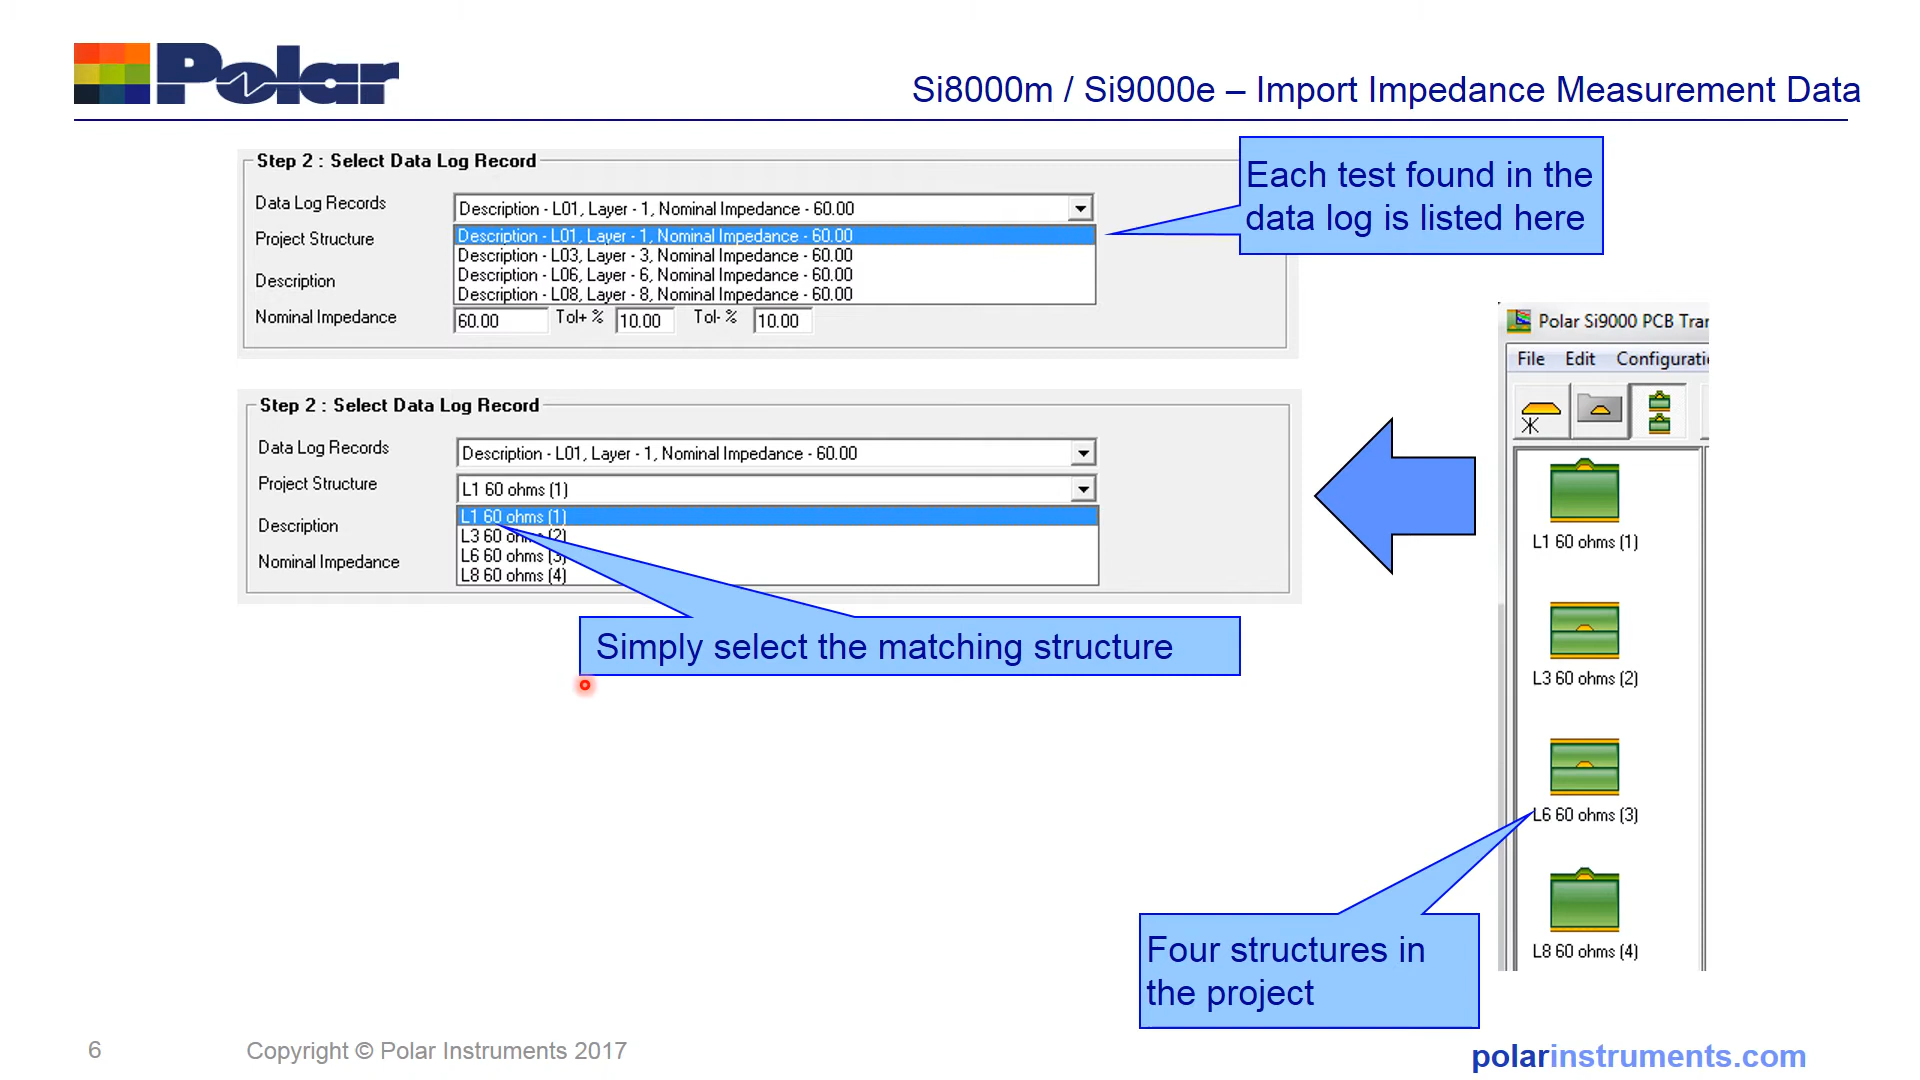 Polar
Si8000m / Si9000e – Import Impedance Measurement Data
Step 2 : Select Data Log Record
Data Log Records
Description - L01, Layer - 1, Nominal Impedance - 60.00
Project Structure
Description - L01, Layer - 1, Nominal Impedance - 60.00
Description - L03, Layer - 3, Nominal Impedance - 60.00
Description
Description - L06, Layer - 6, Nominal Impedance - 60.00
Description - L08, Layer - 8, Nominal Impedance - 60.00
Nominal Impedance
60.00
Tol+ %
10.00
Tol- %
10.00
Each test found in the
data log is listed here
Step 2 : Select Data Log Record
Data Log Records
Description - L01, Layer - 1, Nominal Impedance - 60.00
Project Structure
L1 60 ohms (1)
L1 60 ohms (1)
Description
L3 60 ohms (2)
L6 60 ohms (3)
Nominal Impedance
L8 60 ohms (4)
Simply select the matching structure
Polar Si9000 PCB Tran
File Edit Configurati
L1 60 ohms (1)
L3 60 ohms (2)
L6 60 ohms (3)
L8 60 ohms (4)
Four structures in
the project
6
Copyright © Polar Instruments 2017
polarinstruments.com